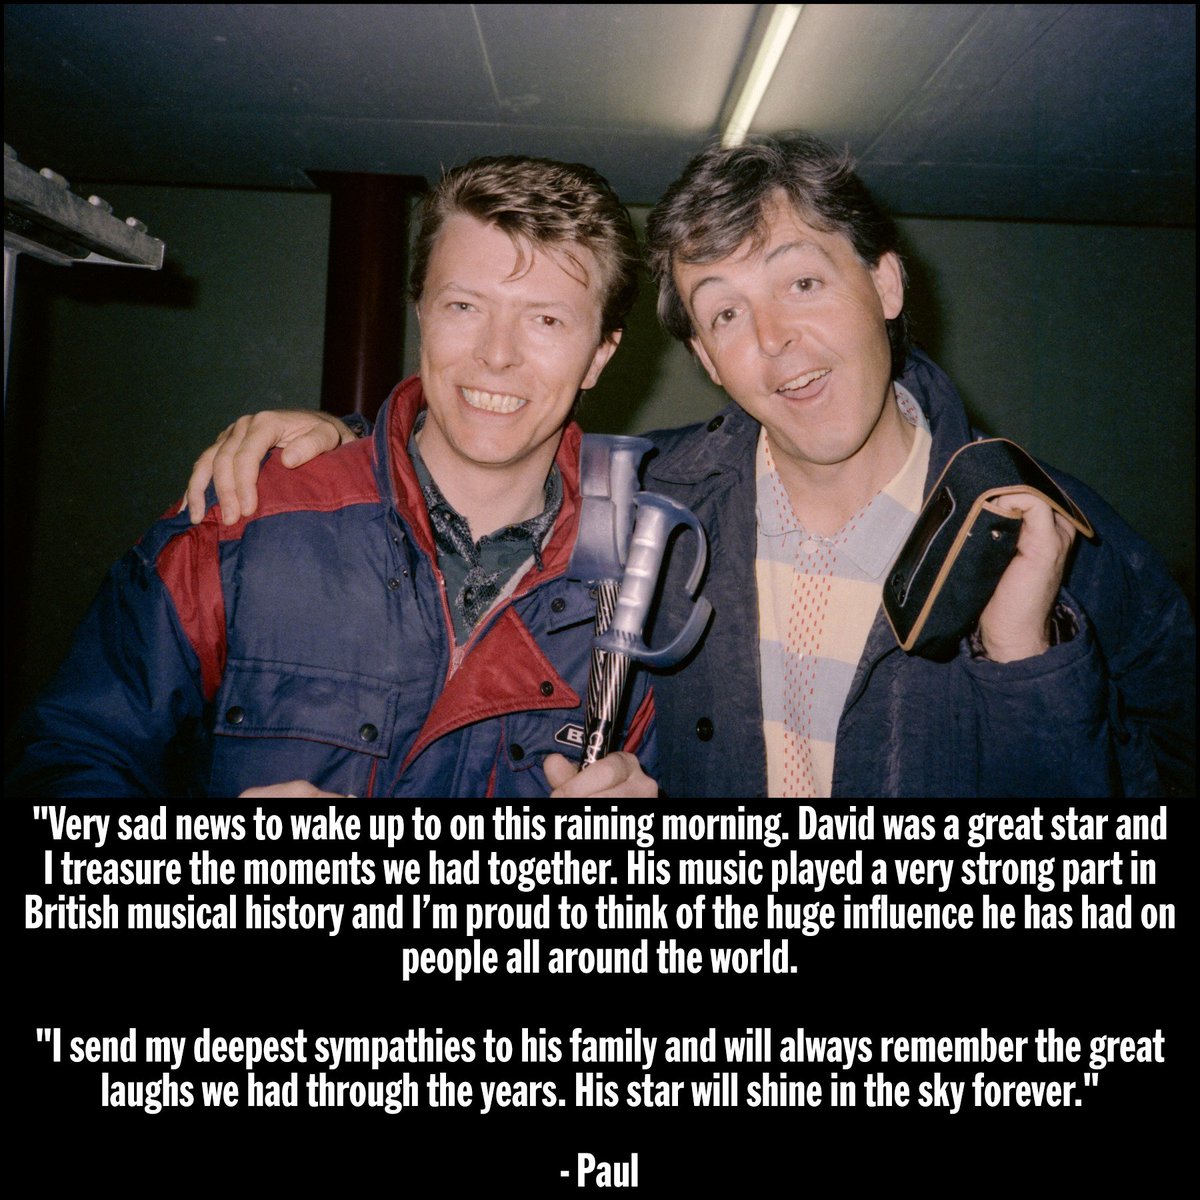 "Very sad news to wake up to on this raining morning. David was a great star and
I treasure the moments we had together. His music played a very strong part in
British musical history and I’m proud to think of the huge influence he has had on
people all around the world.
"I send my deepest sympathies to his family and will always remember the great
laughs we had through the years. His star will shine in the sky forever."
- Paul